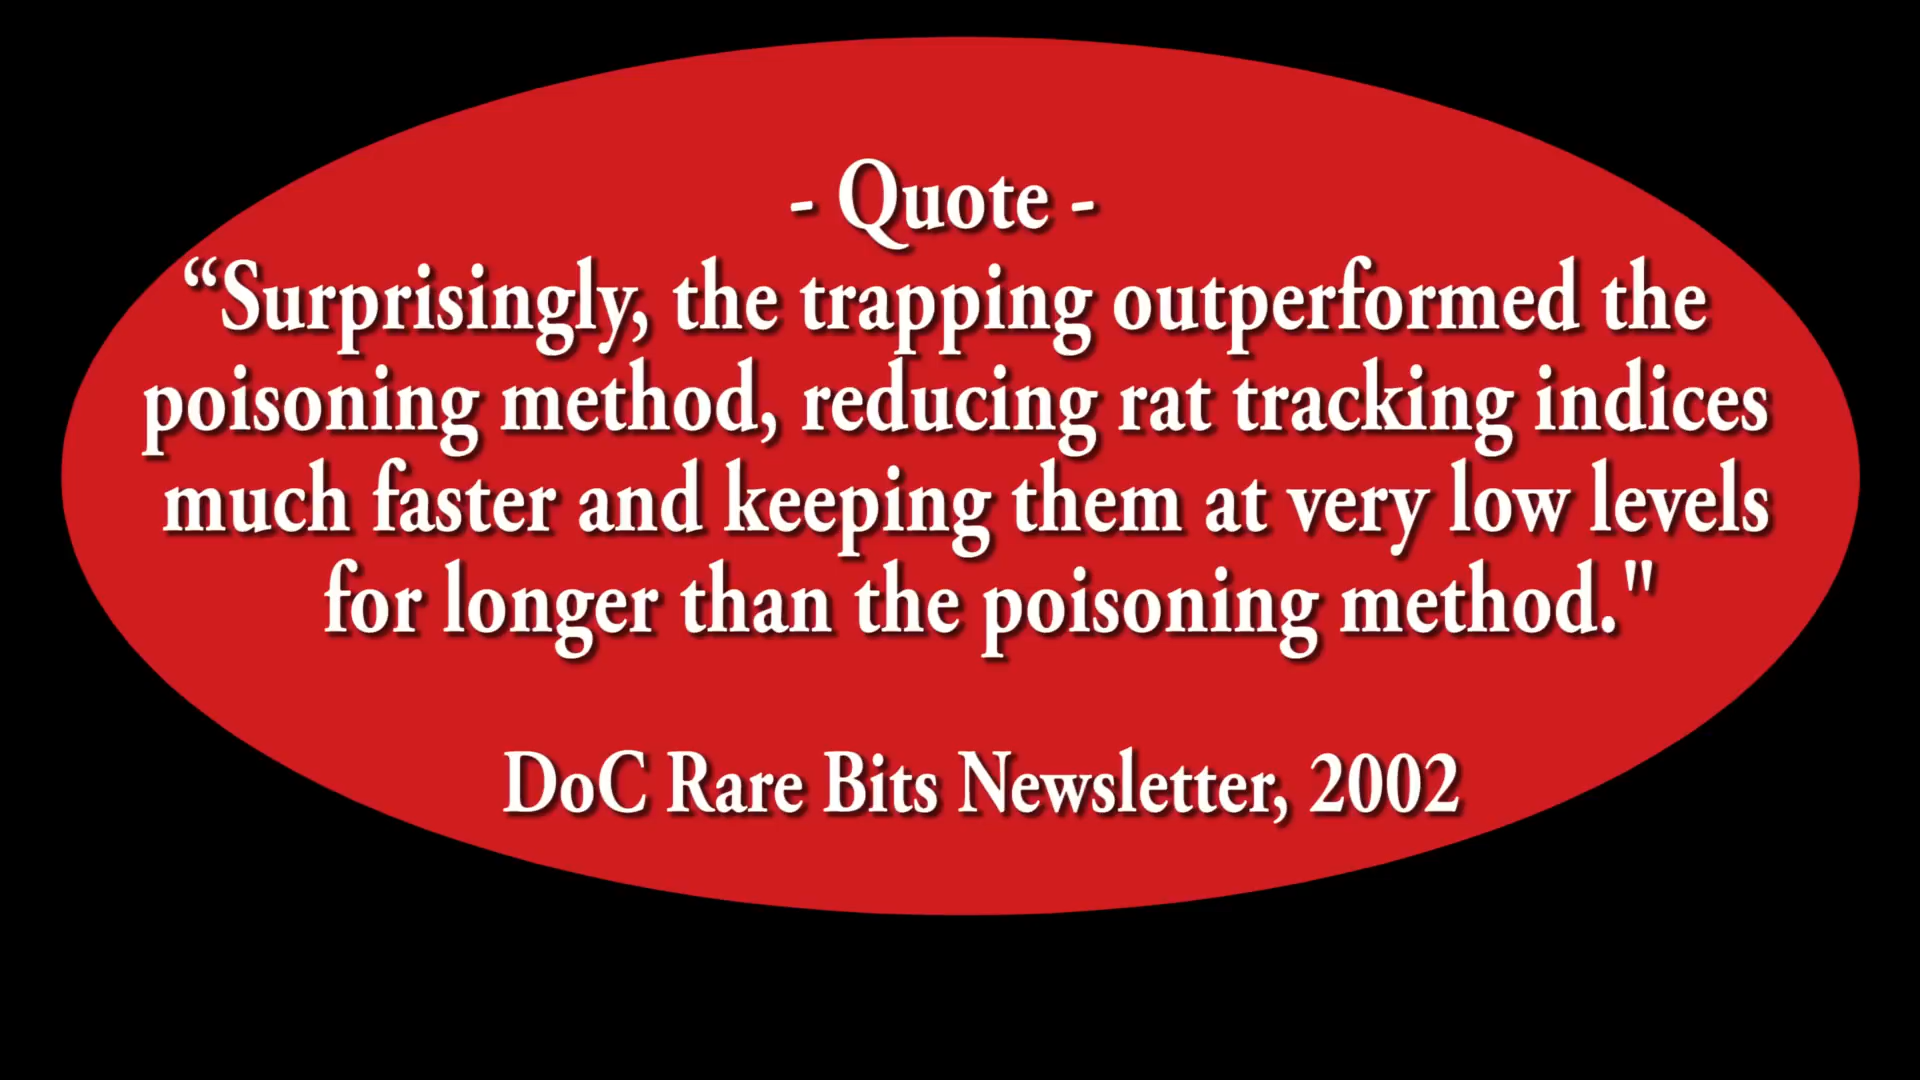 - Quote -
“Surprisingly, the trapping outperformed the
poisoning method, reducing rat tracking indices
much faster and keeping them at very low levels
for longer than the poisoning method."
DoC Rare Bits Newsletter, 2002